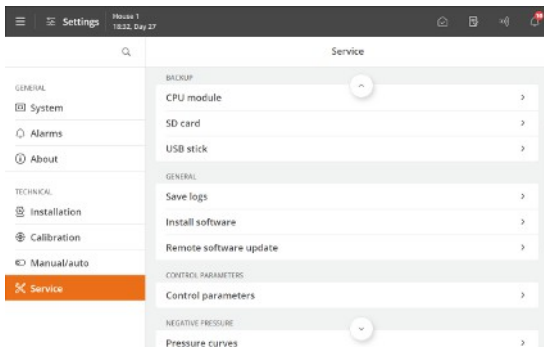 Settings
House 1
18:32, Day 27
Service
BACKUP
CPU module
SD card
USB stick
GENERAL
Save logs
Install software
Remote software update
CONTROL PARAMETERS
Control parameters
NEGATIVE PRESSURE
Pressure curves
GENERAL
System
Alarms
About
TECHNICAL
Installation
Calibration
Manual/auto
Service